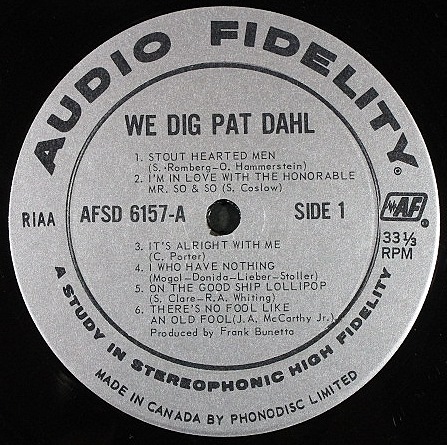 AUDIO FIDELITY®
WE DIG PAT DAHL
1. STOUT HEARTED MEN
(S. Romberg-O. Hammerstein)
2. I'M IN LOVE WITH THE HONORABLE
MR. SO & SO (S. Coslow)
RIAA
AFSD 6157-A
SIDE 1
AF®
33 1/3
RPM
3. IT'S ALRIGHT WITH ME
(C. Porter)
4. I WHO HAVE NOTHING
(Mogol-Donida-Lieber-Stoller)
5. ON THE GOOD SHIP LOLLIPOP
(S. Clare-R.A. Whiting)
6. THERE'S NO FOOL LIKE
AN OLD FOOL (J.A. McCarthy Jr.)
Produced by Frank Bunetta
A STUDY IN STEREOPHONIC HIGH FIDELITY
MADE IN CANADA BY PHONODISC LIMITED